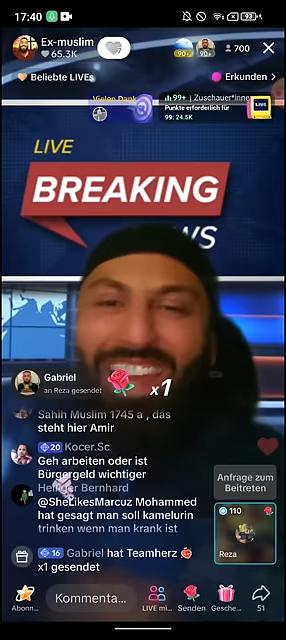 17:40
93
Ex-muslim
65.3K
90+
90+
700
Beliebte LIVEs
Erkunden >
Vielen Dank
99+ | Zuschauer*inne
Punkte erforderlich für
99: 24.5K
LIVE
LIVE
BREAKING
WS
Gabriel
an Reza gesendet
x1
Sahih Muslim 1745 a , das
steht hier Amir
20 Kocer.Sc
Geh arbeiten oder ist
Bürgergeld wichtiger
Bernhard
@SheLikesMarcuz Mohammed
hat gesagt man soll kamelurin
trinken wenn man krank ist
Anfrage zum
Beitreten
110
Reza
16 Gabriel hat Teamherz
x1 gesendet
Kommenta...
Abonn...
LIVE mi...
Senden
Gesche...
51